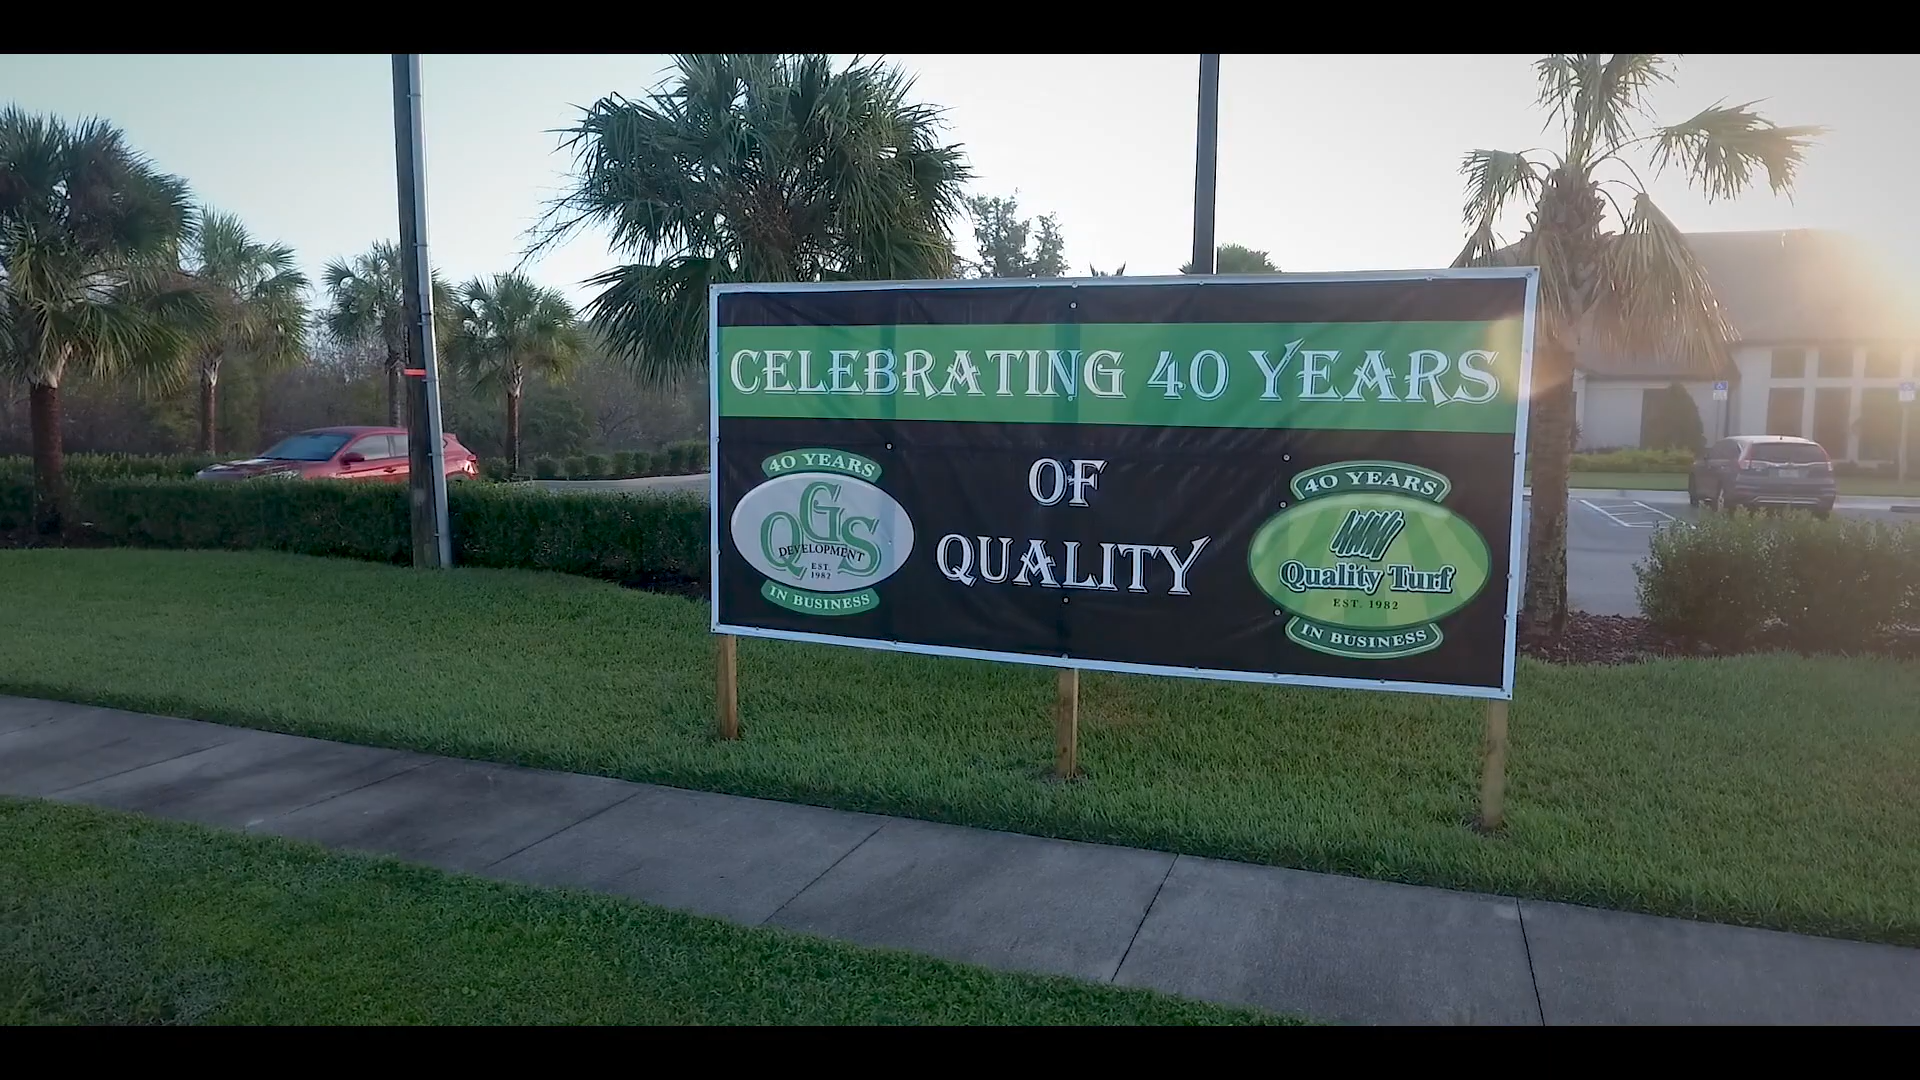 CELEBRATING 40 YEARS
OF
QUALITY
40 YEARS
QGS
DEVELOPMENT
EST.
1982
IN BUSINESS
40 YEARS
Quality Turf
EST. 1982
IN BUSINESS